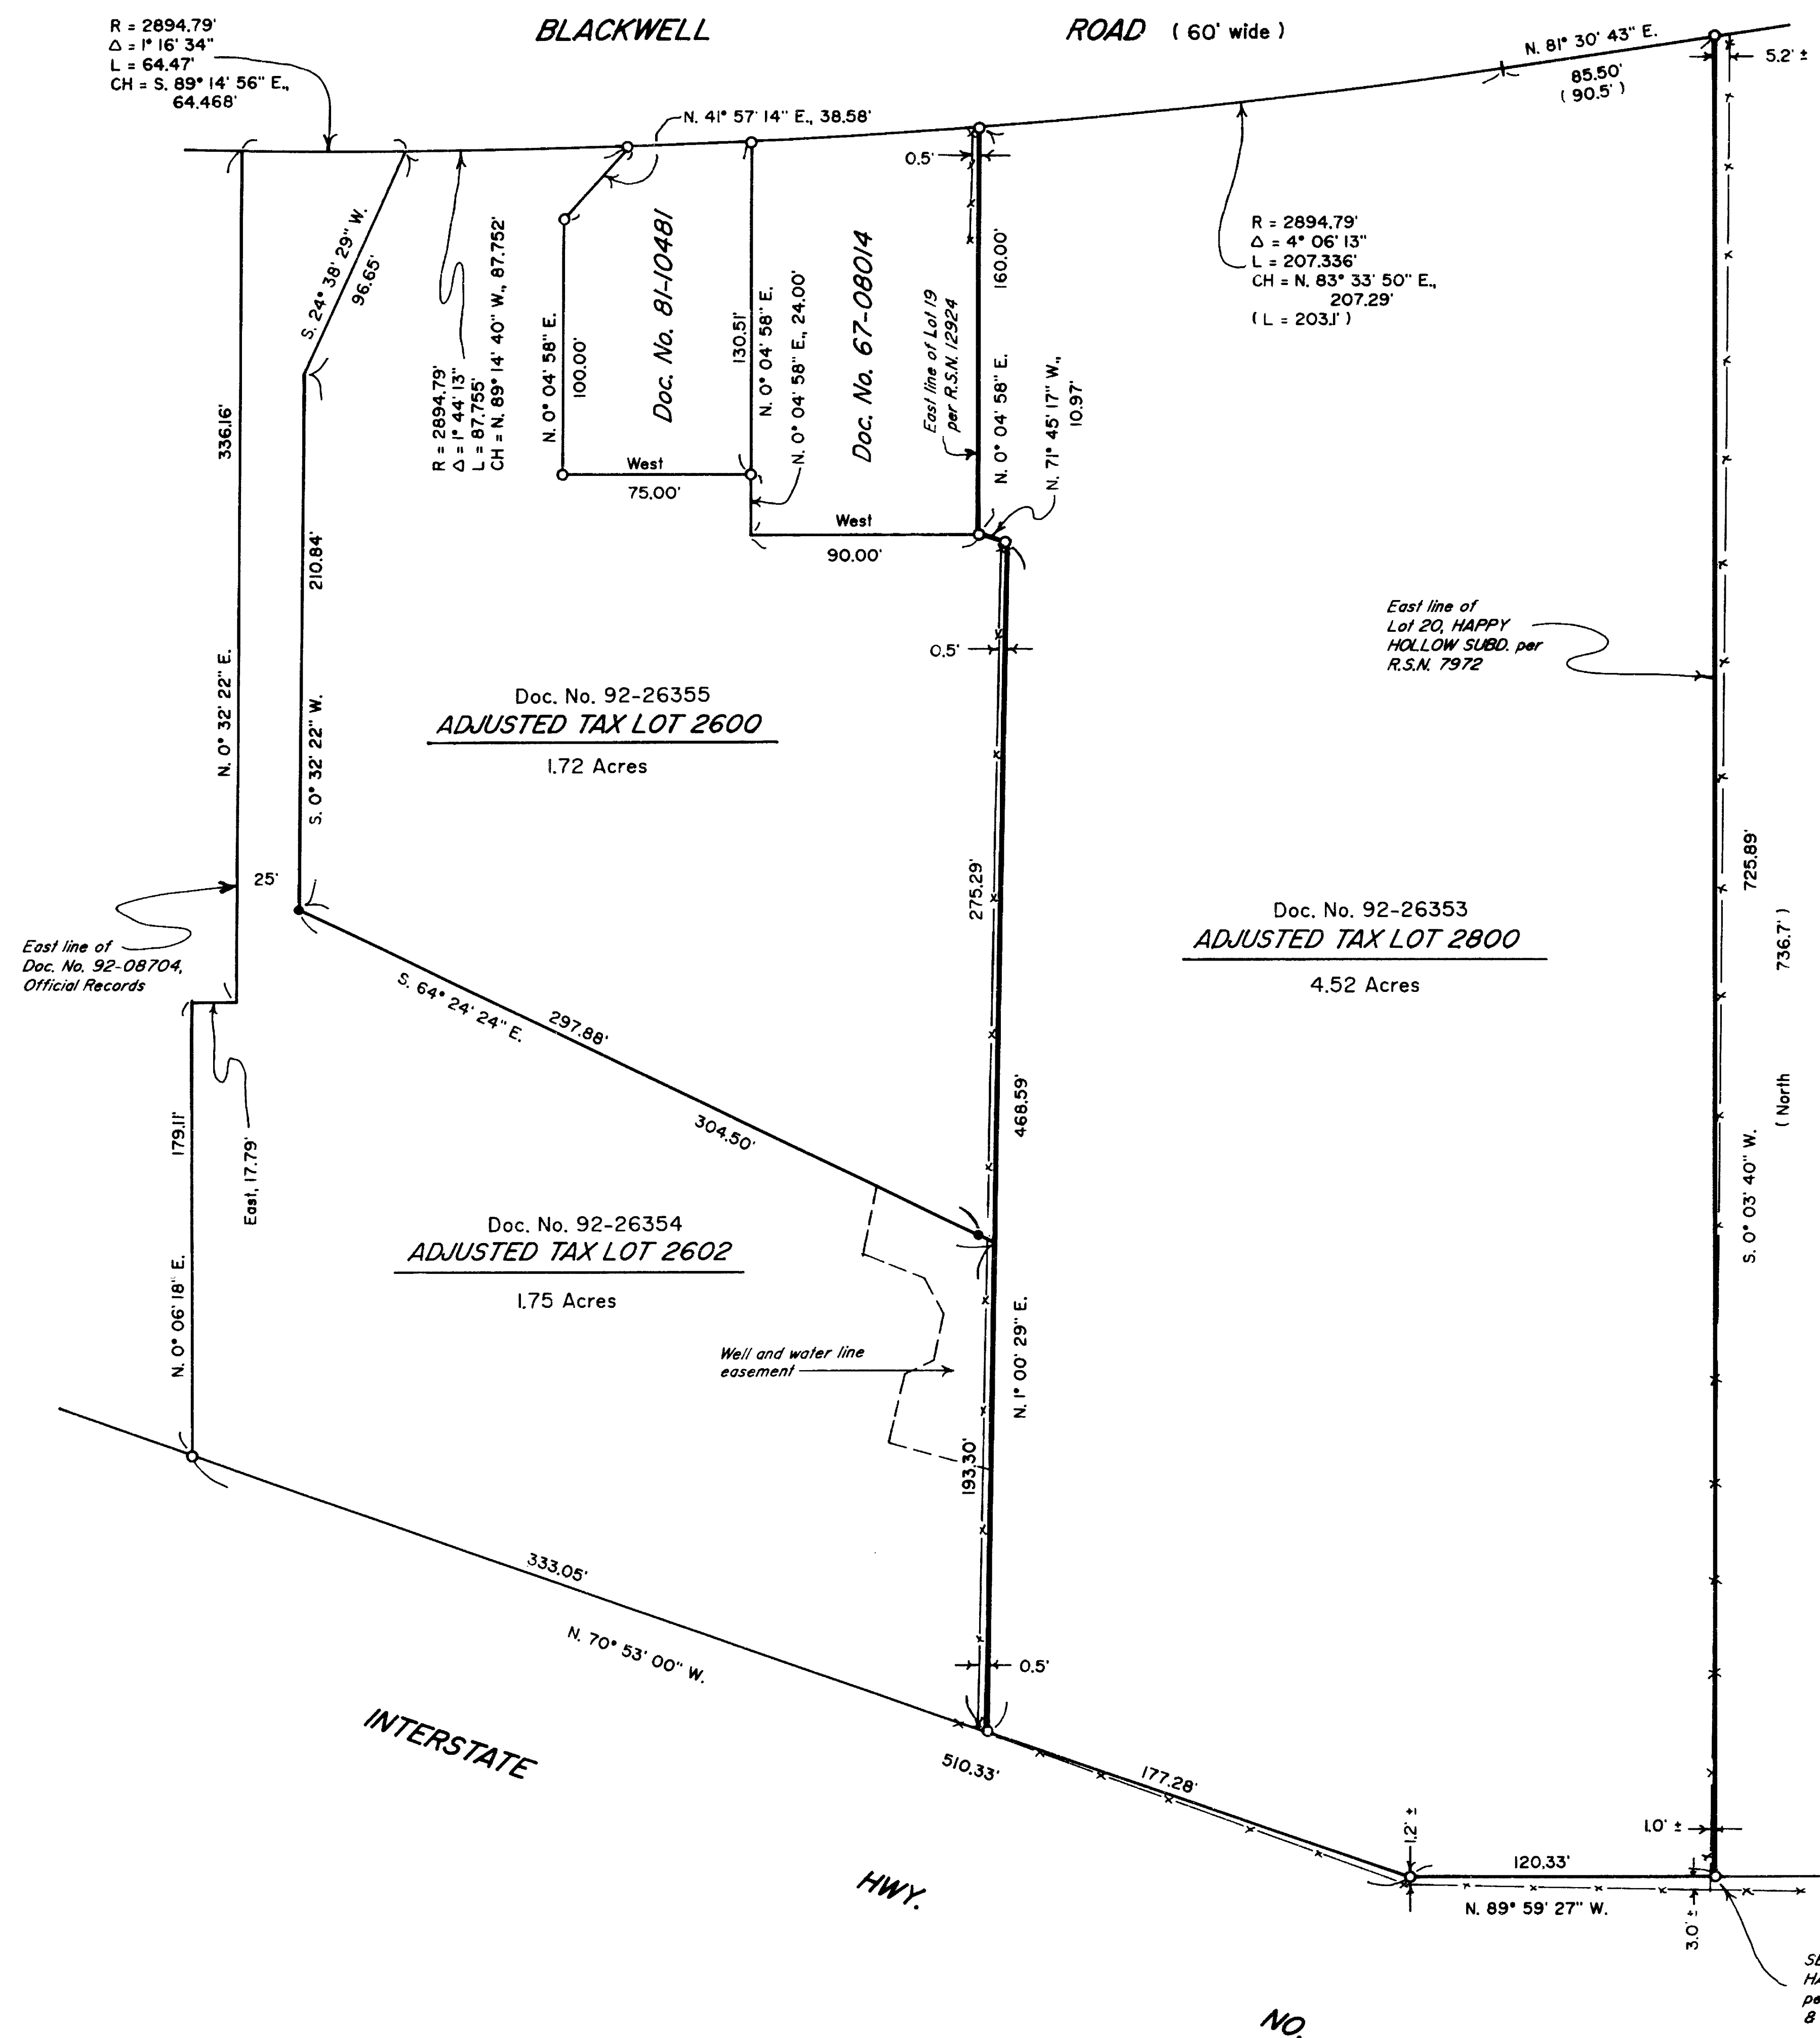 BLACKWELL ROAD ( 60' wide )
R = 2894.79'
Δ = 1° 16' 34"
L = 64.47'
CH = S. 89° 14' 56" E.,
64.468'
N. 81° 30' 43" E.
85.50'
( 90.5' )
5.2' ±
N. 41° 57' 14" E., 38.58'
0.5'
R = 2894.79'
Δ = 4° 06' 13"
L = 207.336'
CH = N. 83° 33' 50" E.,
207.29'
( L = 203.1' )
S. 24° 38' 29" W.
96.65'
R = 2894.79'
Δ = 1° 44' 13"
L = 87.755'
CH = N. 89° 14' 40" W., 87.752'
N. 0° 04' 58" E.
100.00'
Doc. No. 81-10481
130.51'
N. 0° 04' 58" E.
N. 0° 04' 58" E., 24.00'
Doc. No. 67-08014
East line of Lot 19
per R.S.N. 12924
160.00'
N. 0° 04' 58" E.
N. 71° 45' 17" W.,
10.97'
West
75.00'
West
90.00'
336.16'
N. 0° 32' 22" E.
210.84'
S. 0° 32' 22" W.
0.5'
East line of
Lot 20, HAPPY
HOLLOW SUBD. per
R.S.N. 7972
Doc. No. 92-26355
ADJUSTED TAX LOT 2600
1.72 Acres
25'
East line of
Doc. No. 92-08704,
Official Records
275.29'
Doc. No. 92-26353
ADJUSTED TAX LOT 2800
4.52 Acres
725.89'
S. 0° 03' 40" W.
( North 736.7' )
S. 64° 24' 24" E.
297.88'
304.50'
468.59'
N. 1° 00' 29" E.
179.11'
N. 0° 06' 18" E.
East, 17.79'
Doc. No. 92-26354
ADJUSTED TAX LOT 2602
1.75 Acres
Well and water line
easement
193.30'
333.05'
N. 70° 53' 00" W.
0.5'
510.33'
177.28'
INTERSTATE HWY. NO.
1.2' ±
1.0' ±
120.33'
N. 89° 59' 27" W.
3.0' ±
8